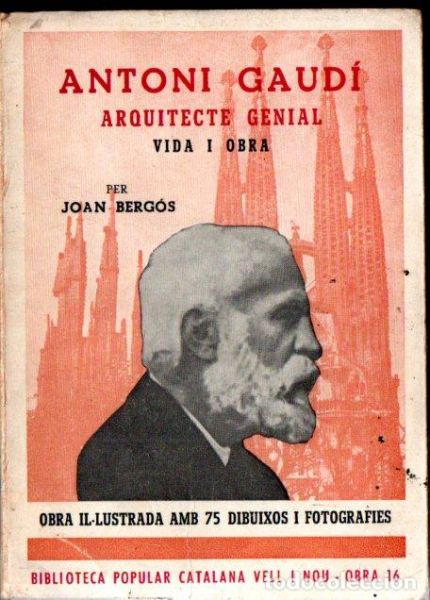 ANTONI GAUDÍ
ARQUITECTE GENIAL
VIDA I OBRA
PER
JOAN BERGÓS
OBRA IL·LUSTRADA AMB 75 DIBUIXOS I FOTOGRAFIES
BIBLIOTECA POPULAR CATALANA VELL I NOU - OBRA 16
todocoleccion